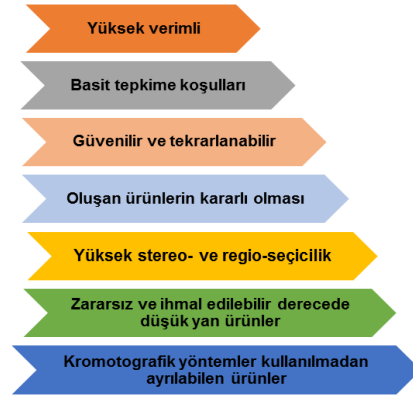 Yüksek verimli
Basit tepkime koşulları
Güvenilir ve tekrarlanabilir
Oluşan ürünlerin kararlı olması
Yüksek stereo- ve regio-seçicilik
Zararsız ve ihmal edilebilir derecede
düşük yan ürünler
Kromotografik yöntemler kullanılmadan
ayrılabilen ürünler